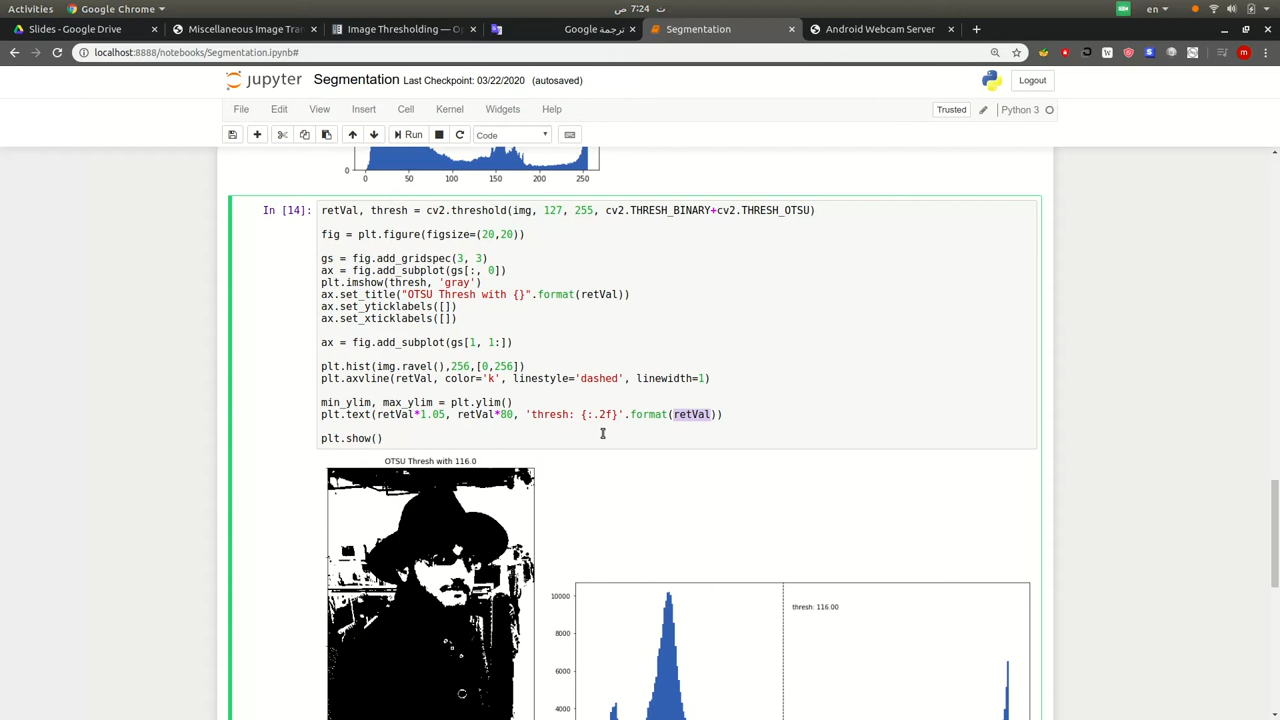 Activities
Google Chrome
7:24 ص ت
en
Slides - Google Drive
Miscellaneous Image Tran
Image Thresholding — O
ترجمة Google
Segmentation
Android Webcam Server
localhost:8888/notebooks/Segmentation.ipynb#
jupyter Segmentation Last Checkpoint: 03/22/2020 (autosaved)
Logout
File Edit View Insert Cell Kernel Widgets Help
Trusted
Python 3
Run
Code
0
0 50 100 150 200 250
In [14]:
retVal, thresh = cv2.threshold(img, 127, 255, cv2.THRESH_BINARY+cv2.THRESH_OTSU)
fig = plt.figure(figsize=(20,20))
gs = fig.add_gridspec(3, 3)
ax = fig.add_subplot(gs[:, 0])
plt.imshow(thresh, 'gray')
ax.set_title("OTSU Thresh with {}".format(retVal))
ax.set_yticklabels([])
ax.set_xticklabels([])
ax = fig.add_subplot(gs[1, 1:])
plt.hist(img.ravel(),256,[0,256])
plt.axvline(retVal, color='k', linestyle='dashed', linewidth=1)
min_ylim, max_ylim = plt.ylim()
plt.text(retVal*1.05, retVal*80, 'thresh: {:.2f}'.format(retVal))
plt.show()
OTSU Thresh with 116.0
10000
thresh: 116.00
8000
6000
4000